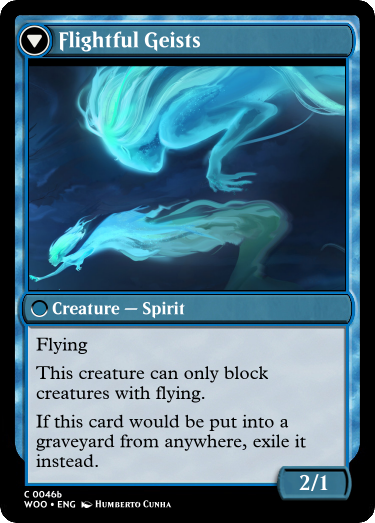 Flightful Geists
Creature — Spirit
Flying
This creature can only block
creatures with flying.
If this card would be put into a
graveyard from anywhere, exile it
instead.
2/1
C 0046b
WOO • ENG Humberto Cunha